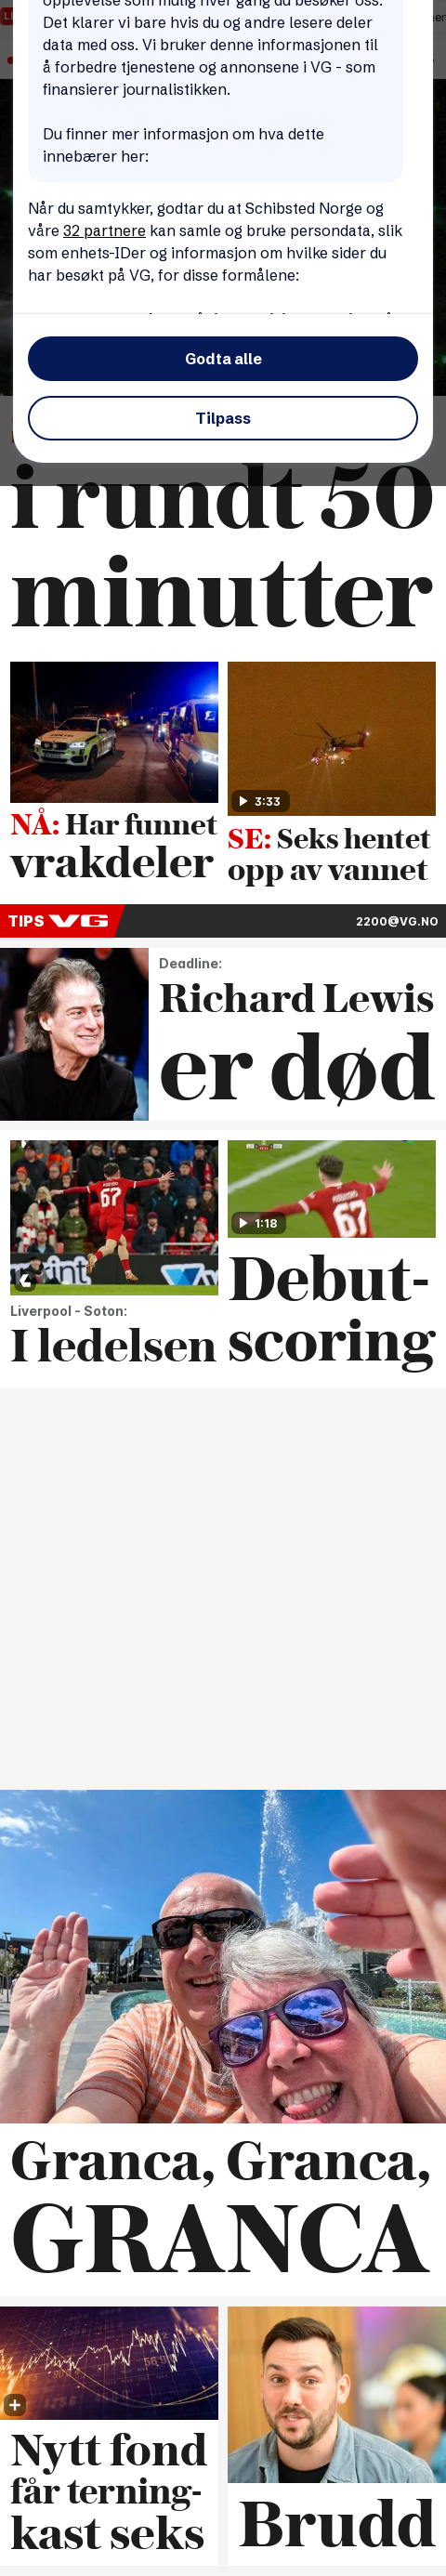 opplevelse som mulig hver gang du besøker oss.
Det klarer vi bare hvis du og andre lesere deler
data med oss. Vi bruker denne informasjonen til
å forbedre tjenestene og annonsene i VG - som
finansierer journalistikken.
Du finner mer informasjon om hva dette
innebærer her:
Når du samtykker, godtar du at Schibsted Norge og
våre 32 partnere kan samle og bruke persondata, slik
som enhets-IDer og informasjon om hvilke sider du
har besøkt på VG, for disse formålene:
Godta alle
Tilpass
i rundt 50
minutter
3:33
NÅ: Har funnet
vrakdeler
SE: Seks hentet
opp av vannet
TIPS VG
2200@VG.NO
Deadline:
Richard Lewis
er død
67
1:18
67
Liverpool - Soton:
I ledelsen
Debut-
scoring
Granca, Granca,
GRANCA
Nytt fond
får terning-
kast seks
Brudd